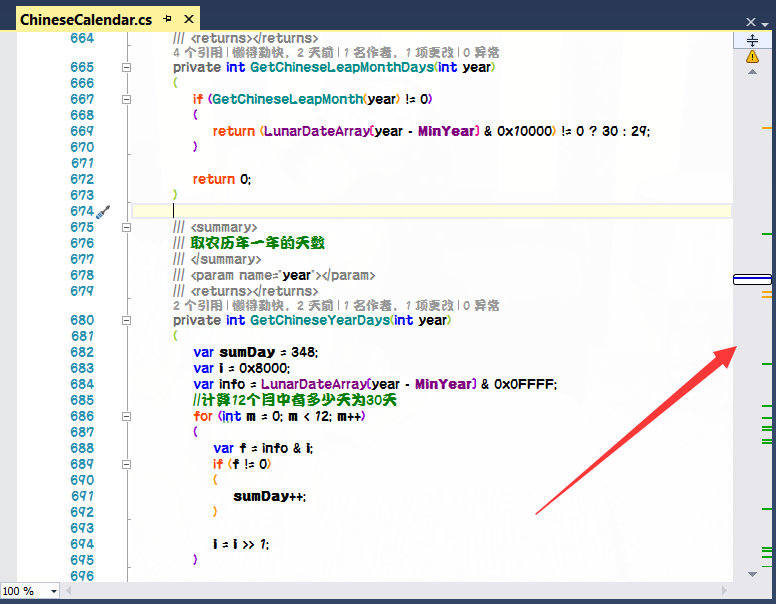 ChineseCalendar.cs
664 /// <returns></returns>
4 个引用 | 懒得勤快，2 天前 | 1 名作者，1 项更改 | 0 异常
665 private int GetChineseLeapMonthDays(int year)
666 {
667 if (GetChineseLeapMonth(year) != 0)
668 {
669 return (LunarDateArray[year - MinYear] & 0x10000) != 0 ? 30 : 29;
670 }
671
672 return 0;
673 }
674
675 /// <summary>
676 /// 取农历年一年的天数
677 /// </summary>
678 /// <param name="year"></param>
679 /// <returns></returns>
2 个引用 | 懒得勤快，2 天前 | 1 名作者，1 项更改 | 0 异常
680 private int GetChineseYearDays(int year)
681 {
682 var sumDay = 348;
683 var i = 0x8000;
684 var info = LunarDateArray[year - MinYear] & 0x0FFFF;
685 //计算12个月中有多少天为30天
686 for (int m = 0; m < 12; m++)
687 {
688 var f = info & i;
689 if (f != 0)
690 {
691 sumDay++;
692 }
693
694 i = i >> 1;
695 }
696
100 %